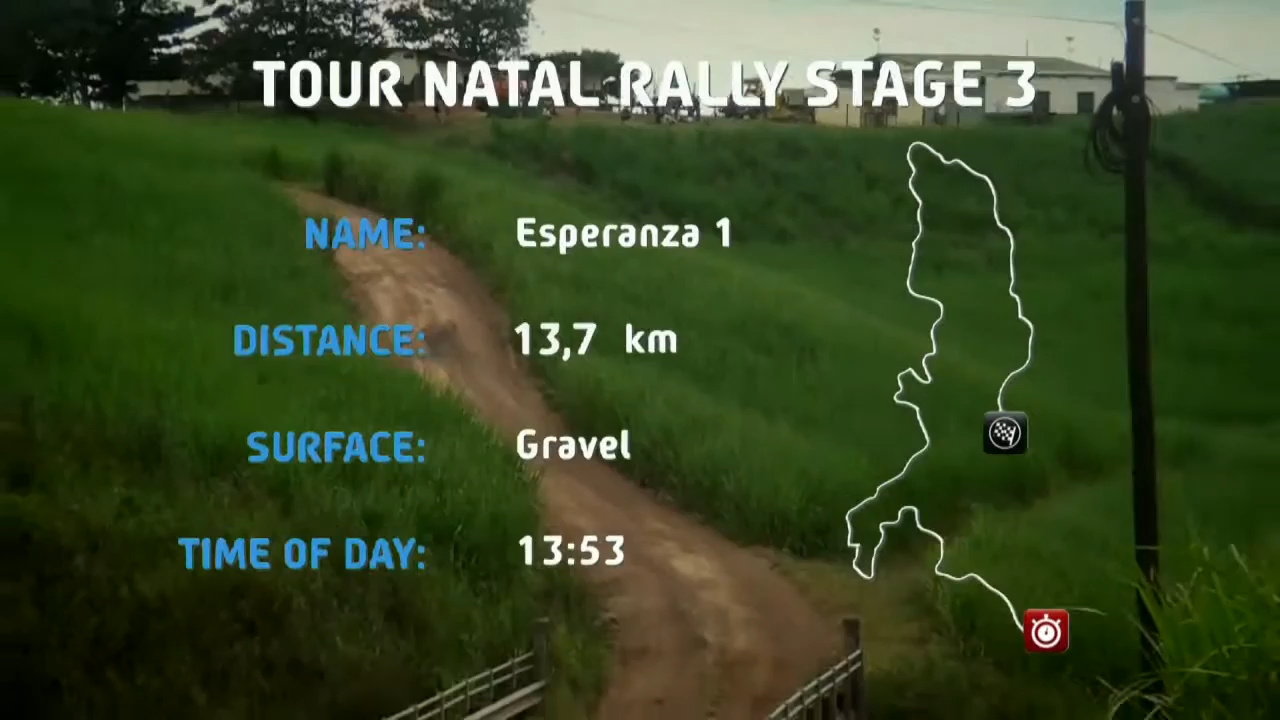 TOUR NATAL RALLY STAGE 3
NAME: Esperanza 1
DISTANCE: 13,7 km
SURFACE: Gravel
TIME OF DAY: 13:53